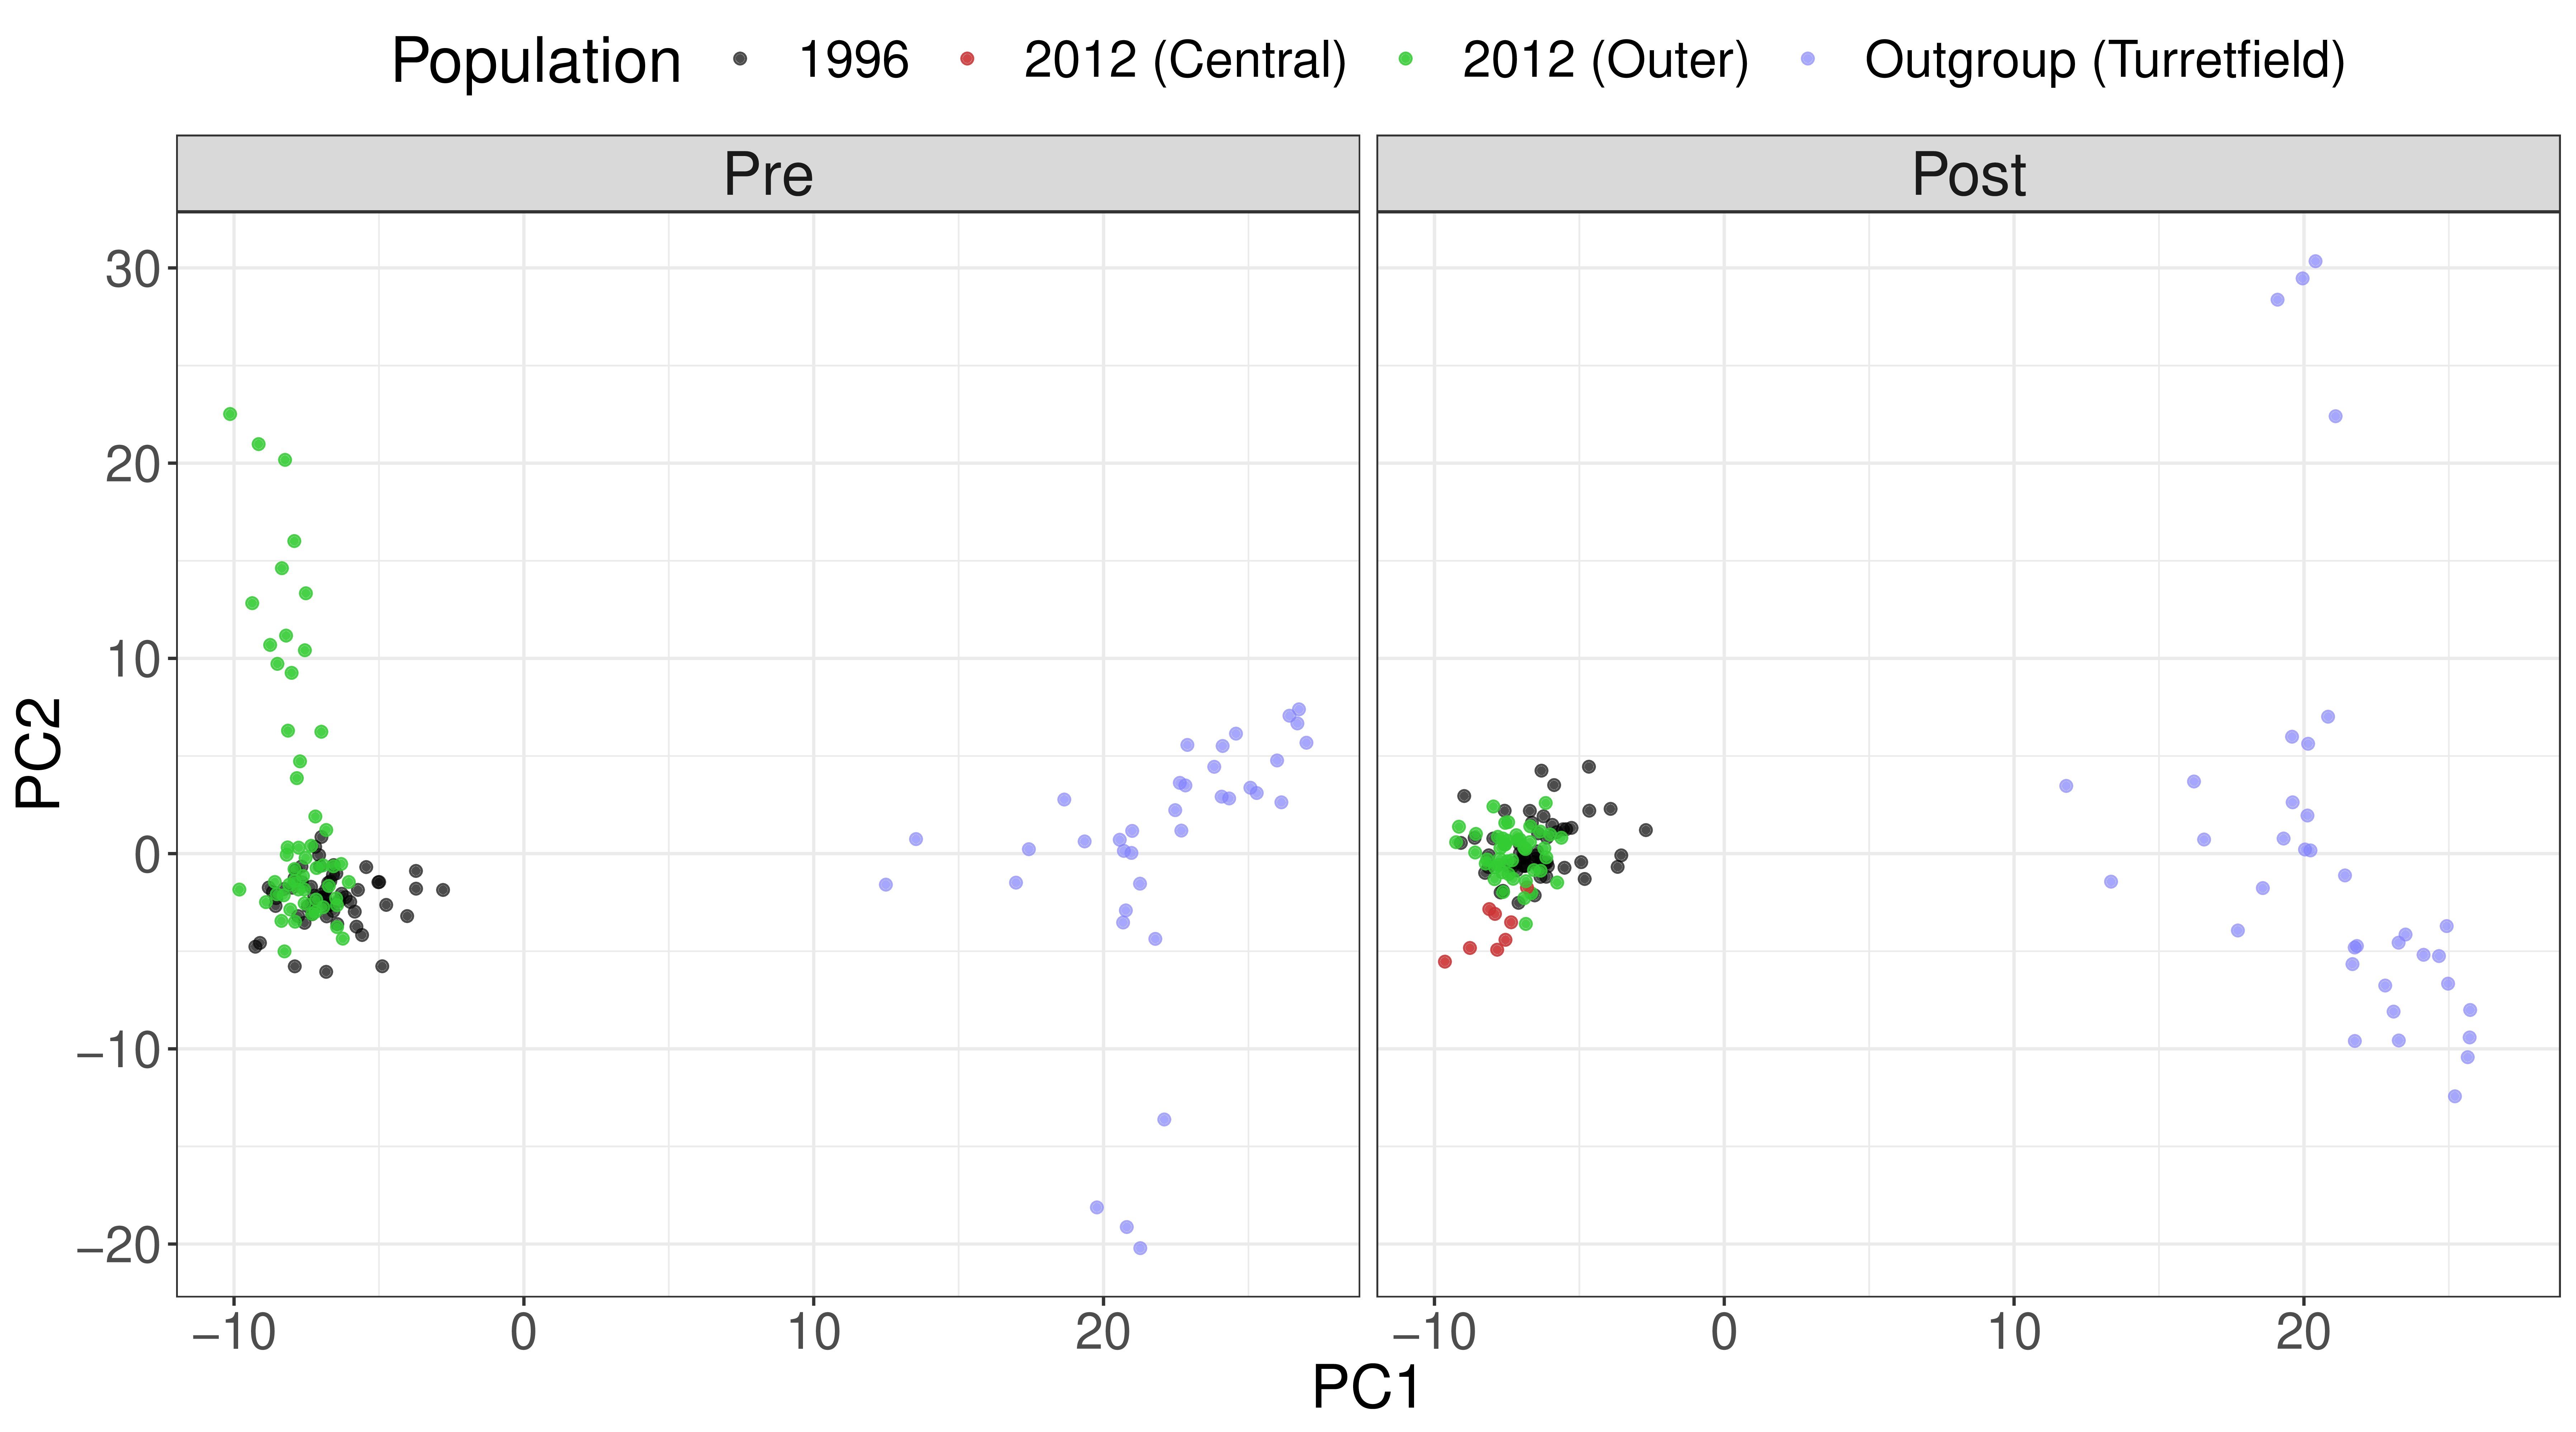 Population 1996 2012 (Central) 2012 (Outer) Outgroup (Turretfield)
Pre Post
30
20
10
0
−10
−20
PC2
−10 0 10 20 −10 0 10 20
PC1